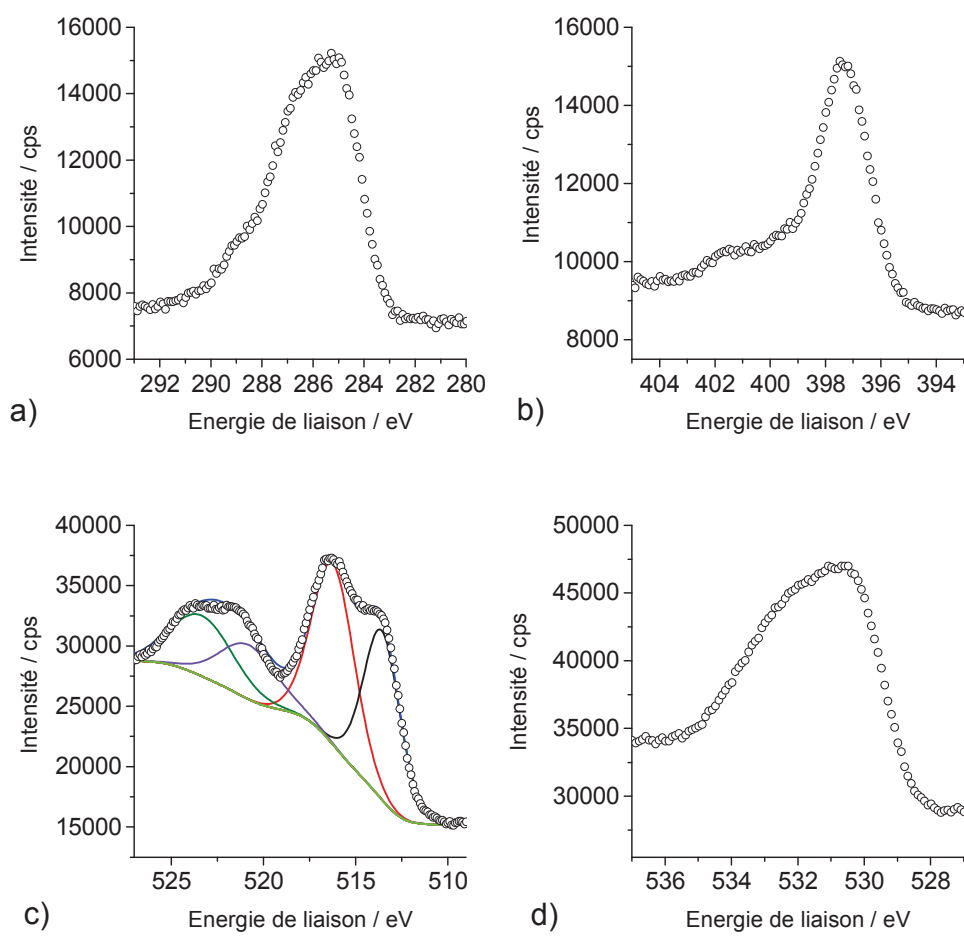 16000
14000
12000
10000
8000
6000
Intensité / cps
292 290 288 286 284 282 280
Energie de liaison / eV
a)
16000
14000
12000
10000
8000
Intensité / cps
404 402 400 398 396 394
Energie de liaison / eV
b)
40000
35000
30000
25000
20000
15000
Intensité / cps
525 520 515 510
Energie de liaison / eV
c)
50000
45000
40000
35000
30000
Intensité / cps
536 534 532 530 528
Energie de liaison / eV
d)